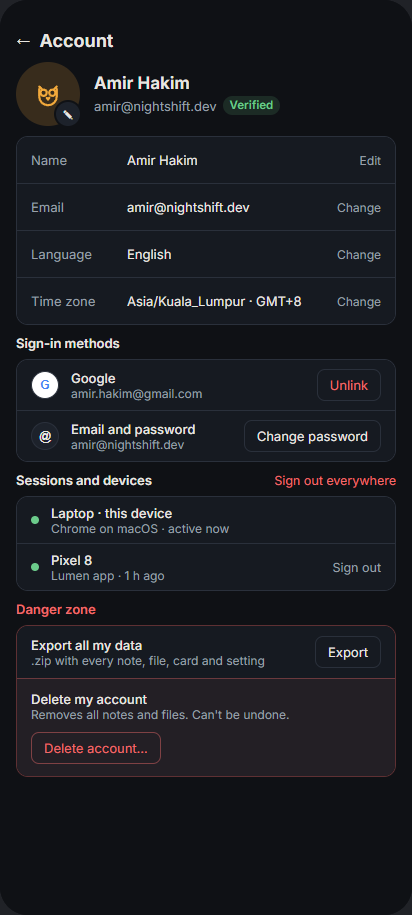 ← Account
Amir Hakim
amir@nightshift.dev Verified
Name Amir Hakim Edit
Email amir@nightshift.dev Change
Language English Change
Time zone Asia/Kuala_Lumpur · GMT+8 Change
Sign-in methods
G Google Unlink
amir.hakim@gmail.com
@ Email and password Change password
amir@nightshift.dev
Sessions and devices Sign out everywhere
Laptop · this device
Chrome on macOS · active now
Pixel 8 Sign out
Lumen app · 1 h ago
Danger zone
Export all my data Export
.zip with every note, file, card and setting
Delete my account
Removes all notes and files. Can't be undone.
Delete account...